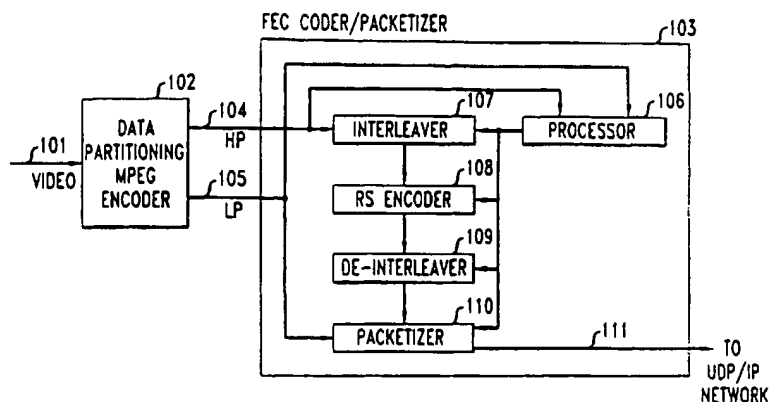 FEC CODER/PACKETIZER
103
102
DATA
PARTITIONING
MPEG
ENCODER
101
VIDEO
104
HP
105
LP
107
INTERLEAVER
106
PROCESSOR
108
RS ENCODER
109
DE-INTERLEAVER
110
PACKETIZER
111
TO
UDP/IP
NETWORK